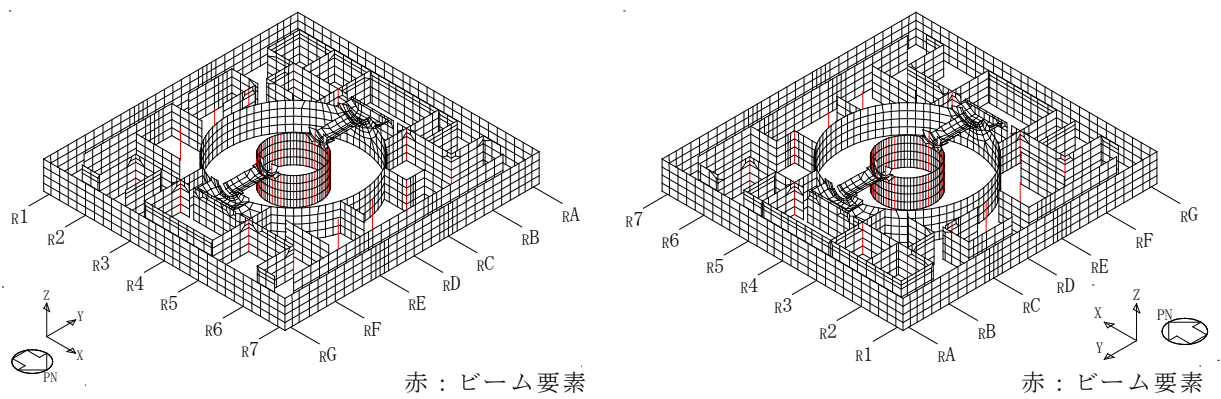 R1
R2
R3
R4
R5
R6
R7
RG
RF
RE
RD
RC
RB
RA
Z
Y
X
PN
赤：ビーム要素
R7
R6
R5
R4
R3
R2
R1
RA
RB
RC
RD
RE
RF
RG
Z
X
Y
PN
赤：ビーム要素